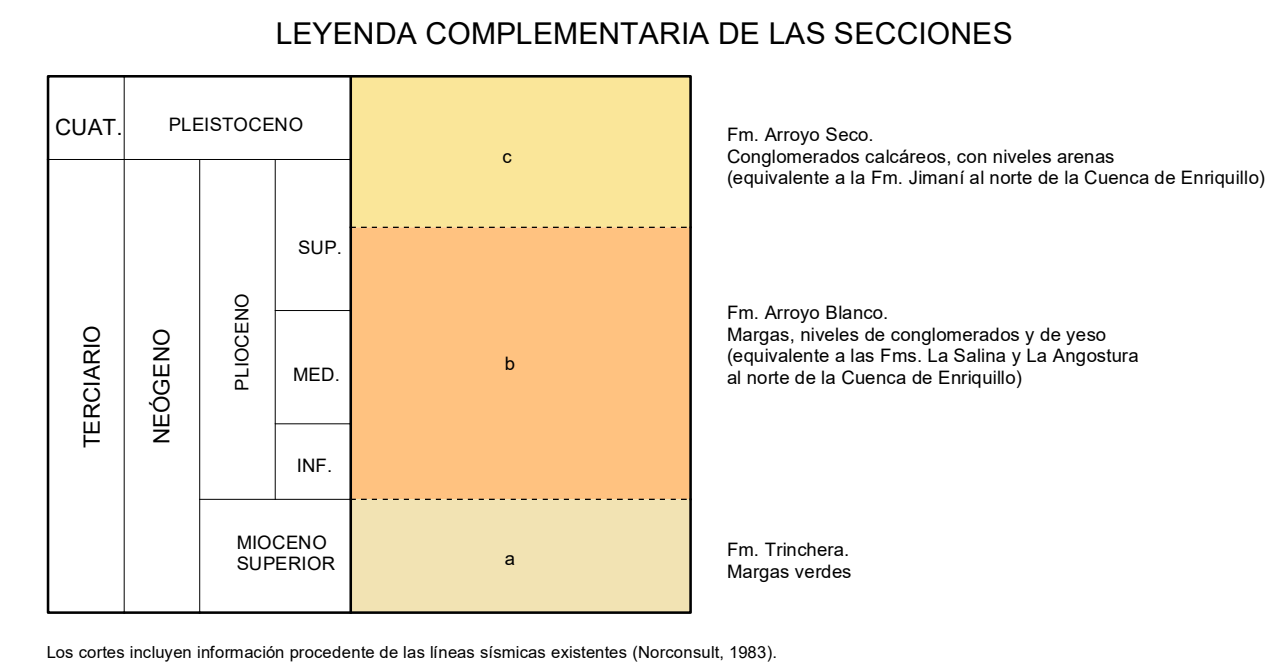 LEYENDA COMPLEMENTARIA DE LAS SECCIONES
CUAT.
PLEISTOCENO
TERCIARIO
NEÓGENO
PLIOCENO
SUP.
MED.
INF.
MIOCENO
SUPERIOR
c
b
a
Fm. Arroyo Seco.
Conglomerados calcáreos, con niveles arenas
(equivalente a la Fm. Jimaní al norte de la Cuenca de Enriquillo)
Fm. Arroyo Blanco.
Margas, niveles de conglomerados y de yeso
(equivalente a las Fms. La Salina y La Angostura
al norte de la Cuenca de Enriquillo)
Fm. Trinchera.
Margas verdes
Los cortes incluyen información procedente de las líneas sísmicas existentes (Norconsult, 1983).